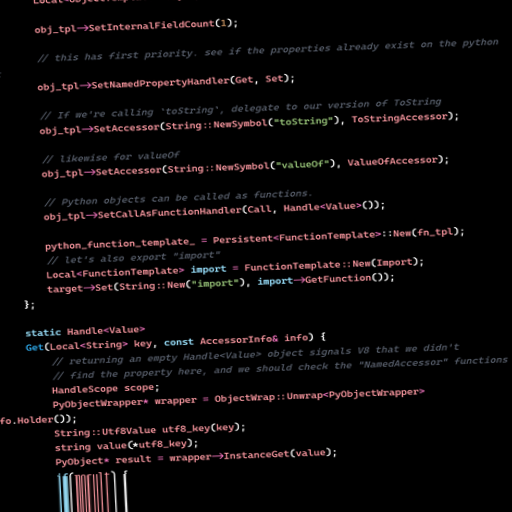 obj_tpl->SetInternalFieldCount(1);
// this has first priority. see if the properties already exist on the python
obj_tpl->SetNamedPropertyHandler(Get, Set);
// If we're calling `toString`, delegate to our version of ToString
obj_tpl->SetAccessor(String::NewSymbol("toString"), ToStringAccessor);
// likewise for valueOf
obj_tpl->SetAccessor(String::NewSymbol("valueOf"), ValueOfAccessor);
// Python objects can be called as functions.
obj_tpl->SetCallAsFunctionHandler(Call, Handle<Value>());
python_function_template_ = Persistent<FunctionTemplate>::New(fn_tpl);
// let's also export "import"
Local<FunctionTemplate> import = FunctionTemplate::New(Import);
target->Set(String::New("import"), import->GetFunction());
};
static Handle<Value>
Get(Local<String> key, const AccessorInfo& info) {
// returning an empty Handle<Value> object signals V8 that we didn't
// find the property here, and we should check the "NamedAccessor" functions
HandleScope scope;
PyObjectWrapper* wrapper = ObjectWrap::Unwrap<PyObjectWrapper>
fo.Holder());
String::Utf8Value utf8_key(key);
string value(*utf8_key);
PyObject* result = wrapper->InstanceGet(value);